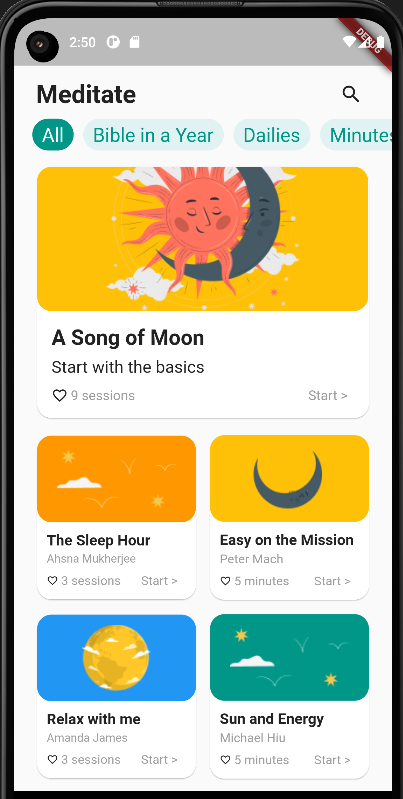 2:50
DEBUG
Meditate
All Bible in a Year Dailies Minutes
A Song of Moon
Start with the basics
9 sessions Start >
The Sleep Hour
Ahsna Mukherjee
3 sessions Start >
Easy on the Mission
Peter Mach
5 minutes Start >
Relax with me
Amanda James
3 sessions Start >
Sun and Energy
Michael Hiu
5 minutes Start >